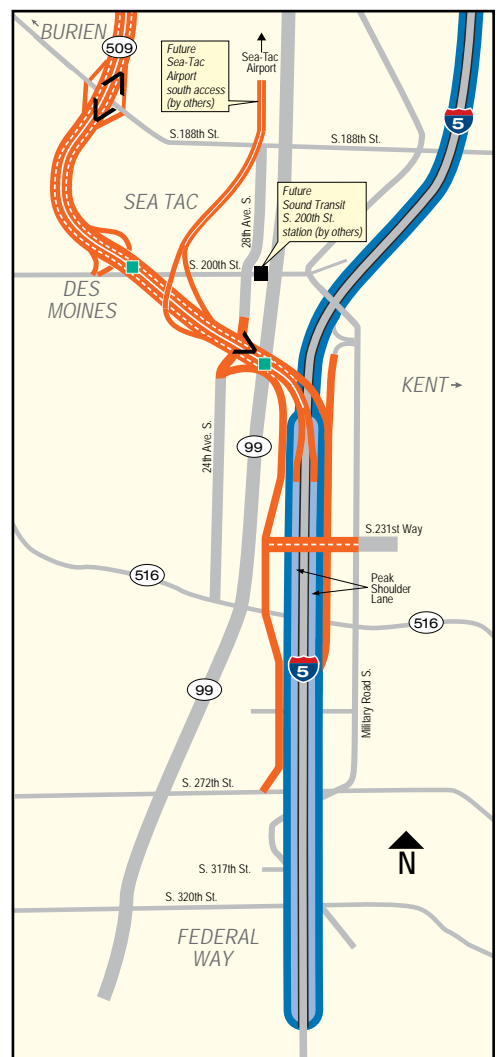 BURIEN
509
Future
Sea-Tac
Airport
south access
(by others)
Sea-Tac
Airport
5
S.188th St.
S.188th St.
SEA TAC
28th Ave. S.
Future
Sound Transit
S. 200th St.
station (by others)
S. 200th St.
DES
MOINES
KENT
24th Ave. S.
99
S.231st Way
516
Peak
Shoulder
Lane
516
5
99
Military Road S.
S. 272th St.
N
S. 317th St.
S. 320th St.
FEDERAL
WAY